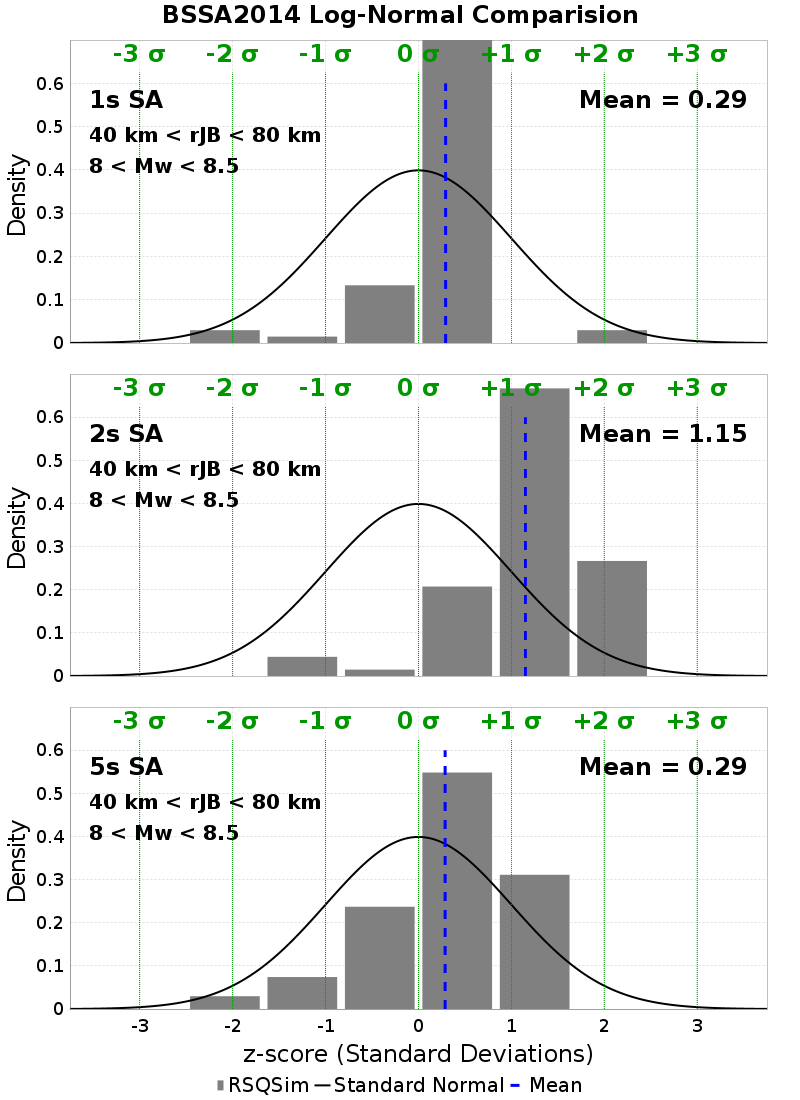 BSSA2014 Log-Normal Comparision
-3 σ -2 σ -1 σ 0 σ +1 σ +2 σ +3 σ
1s SA Mean = 0.29
40 km < rJB < 80 km
8 < Mw < 8.5
Density
0.6
0.5
0.4
0.3
0.2
0.1
0
-3 σ -2 σ -1 σ 0 σ +1 σ +2 σ +3 σ
2s SA Mean = 1.15
40 km < rJB < 80 km
8 < Mw < 8.5
Density
0.6
0.5
0.4
0.3
0.2
0.1
0
-3 σ -2 σ -1 σ 0 σ +1 σ +2 σ +3 σ
5s SA Mean = 0.29
40 km < rJB < 80 km
8 < Mw < 8.5
Density
0.6
0.5
0.4
0.3
0.2
0.1
0
-3 -2 -1 0 1 2 3
z-score (Standard Deviations)
RSQSim Standard Normal Mean